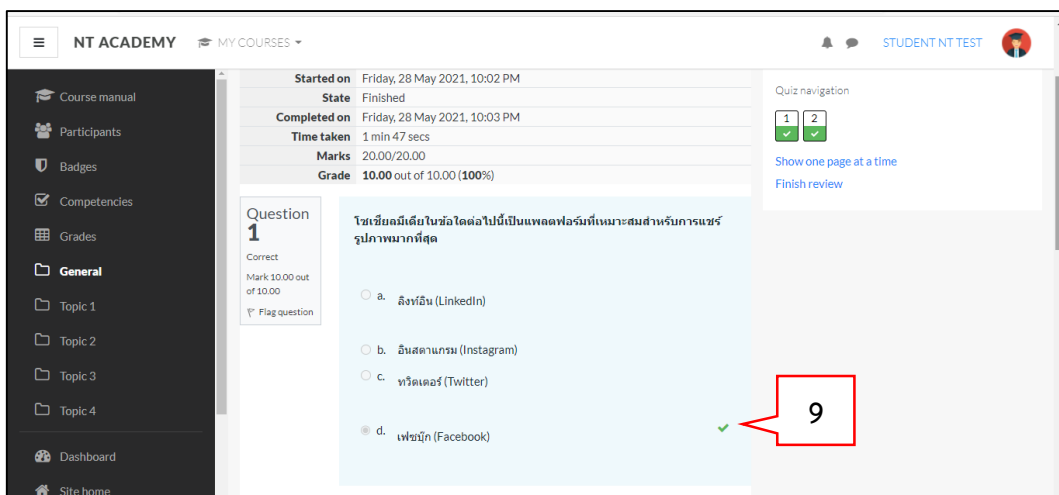 NT ACADEMY MY COURSES STUDENT NT TEST
Course manual
Participants
Badges
Competencies
Grades
General
Topic 1
Topic 2
Topic 3
Topic 4
Dashboard
Site home
Started on Friday, 28 May 2021, 10:02 PM
State Finished
Completed on Friday, 28 May 2021, 10:03 PM
Time taken 1 min 47 secs
Marks 20.00/20.00
Grade 10.00 out of 10.00 (100%)
Question
1
Correct
Mark 10.00 out
of 10.00
Flag question
โซเชียลมีเดียในข้อใดต่อไปนี้เป็นแพลตฟอร์มที่เหมาะสมสำหรับการแชร์
รูปภาพมากที่สุด
a. ลิงก์อิน (LinkedIn)
b. อินสตาแกรม (Instagram)
c. ทวิตเตอร์ (Twitter)
d. เฟซบุ๊ก (Facebook)
9
Quiz navigation
1 2
Show one page at a time
Finish review